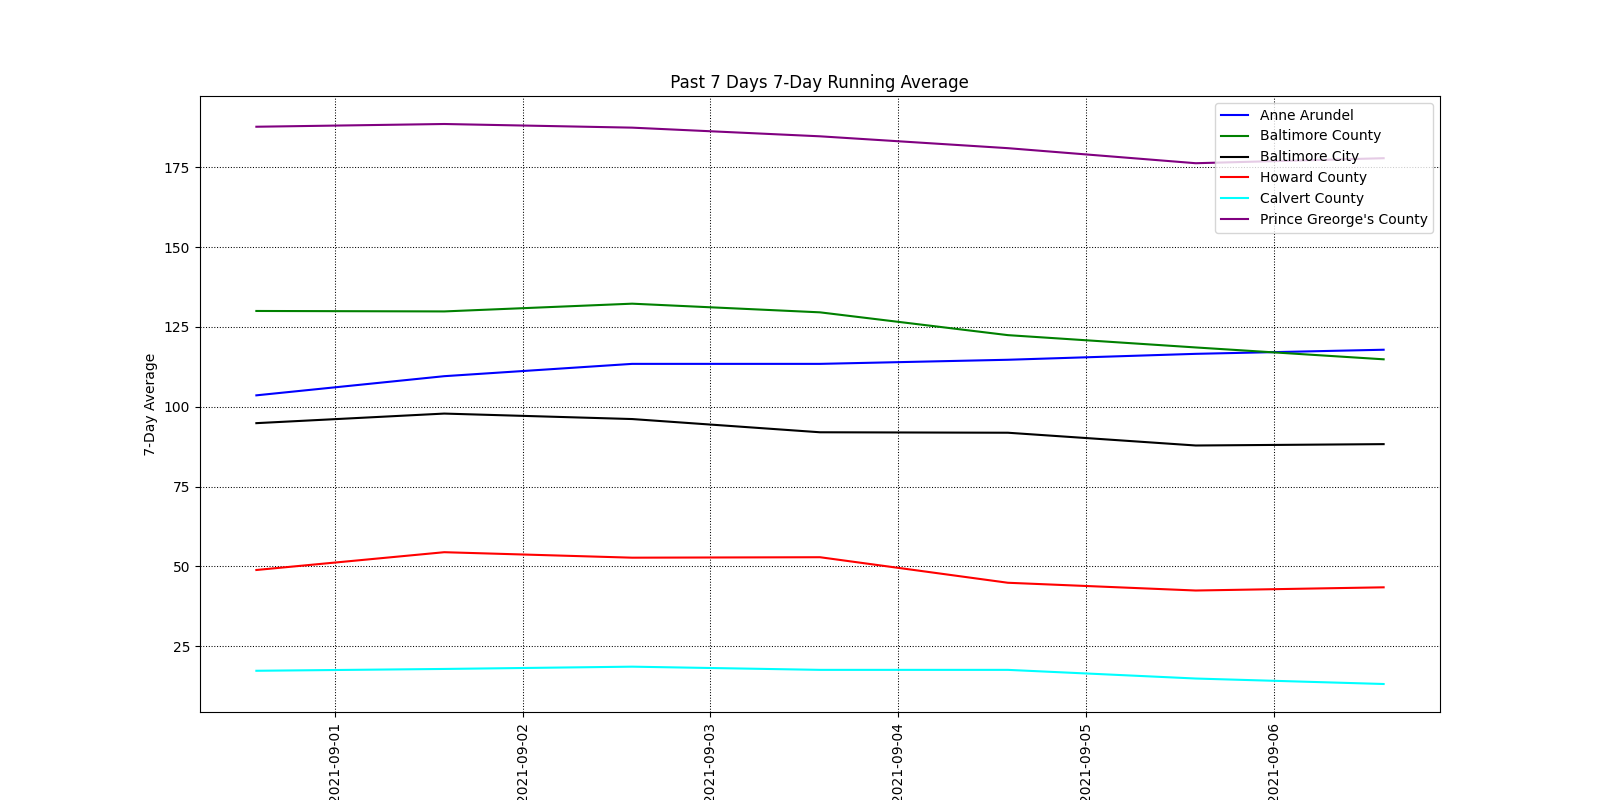 Past 7 Days 7-Day Running Average
Anne Arundel
Baltimore County
Baltimore City
Howard County
Calvert County
Prince Greorge's County
7-Day Average
175
150
125
100
75
50
25
2021-09-01
2021-09-02
2021-09-03
2021-09-04
2021-09-05
2021-09-06